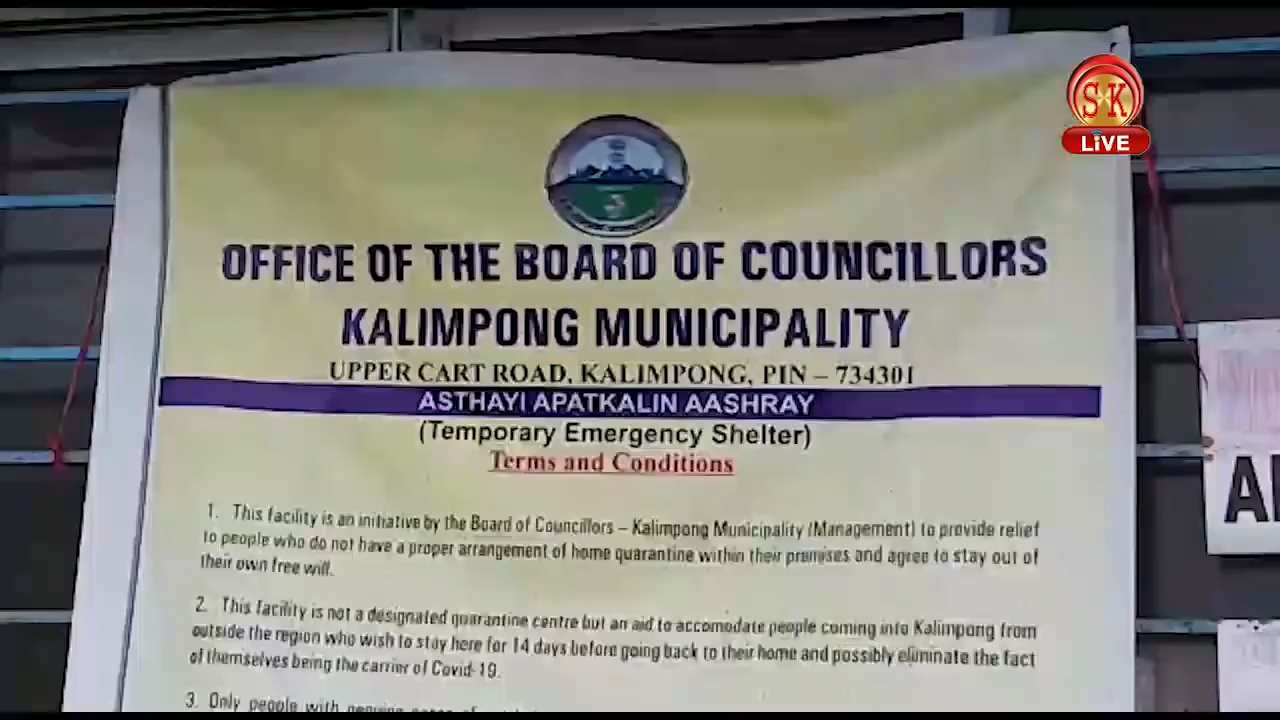 SK
LiVE
OFFICE OF THE BOARD OF COUNCILLORS
KALIMPONG MUNICIPALITY
UPPER CART ROAD, KALIMPONG, PIN – 734301
ASTHAYI APATKALIN AASHRAY
(Temporary Emergency Shelter)
Terms and Conditions
1. This facility is an initiative by the Board of Councillors – Kalimpong Municipality (Management) to provide relief
to people who do not have a proper arrangement of home quarantine within their premises and agree to stay out of
their own free will.
2. This facility is not a designated quarantine centre but an aid to accomodate people coming into Kalimpong from
outside the region who wish to stay here for 14 days before going back to their home and possibly eliminate the fact
of themselves being the carrier of Covid-19.
3. Only people with